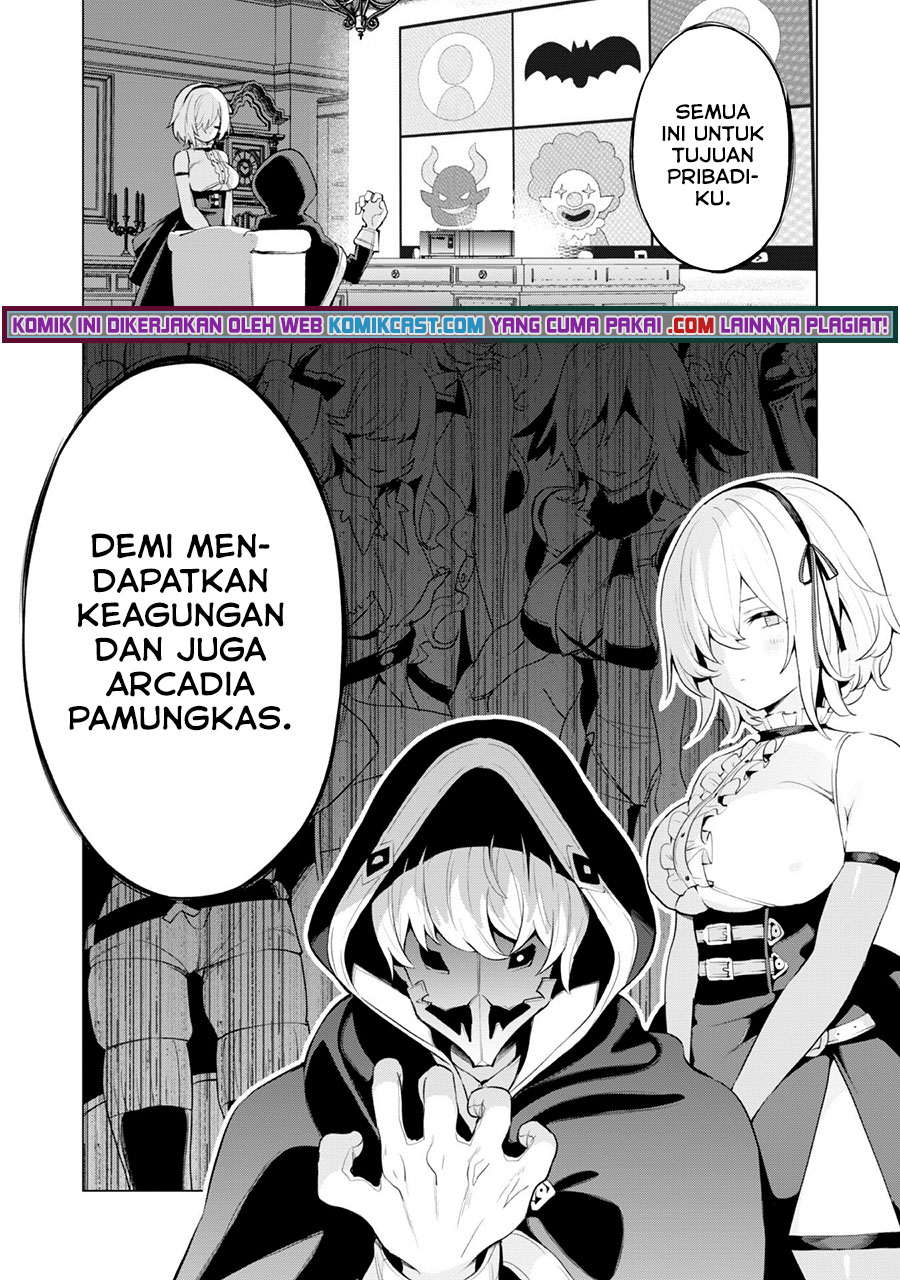 SEMUA
INI UNTUK
TUJUAN
PRIBADI-
KU.
KOMIK INI DIKERJAKAN OLEH WEB KOMIKCAST.COM YANG CUMA PAKAI .COM LAINNYA PLAGIAT!
DEMI MEN-
DAPATKAN
KEAGUNGAN
DAN JUGA
ARCADIA
PAMUNGKAS.